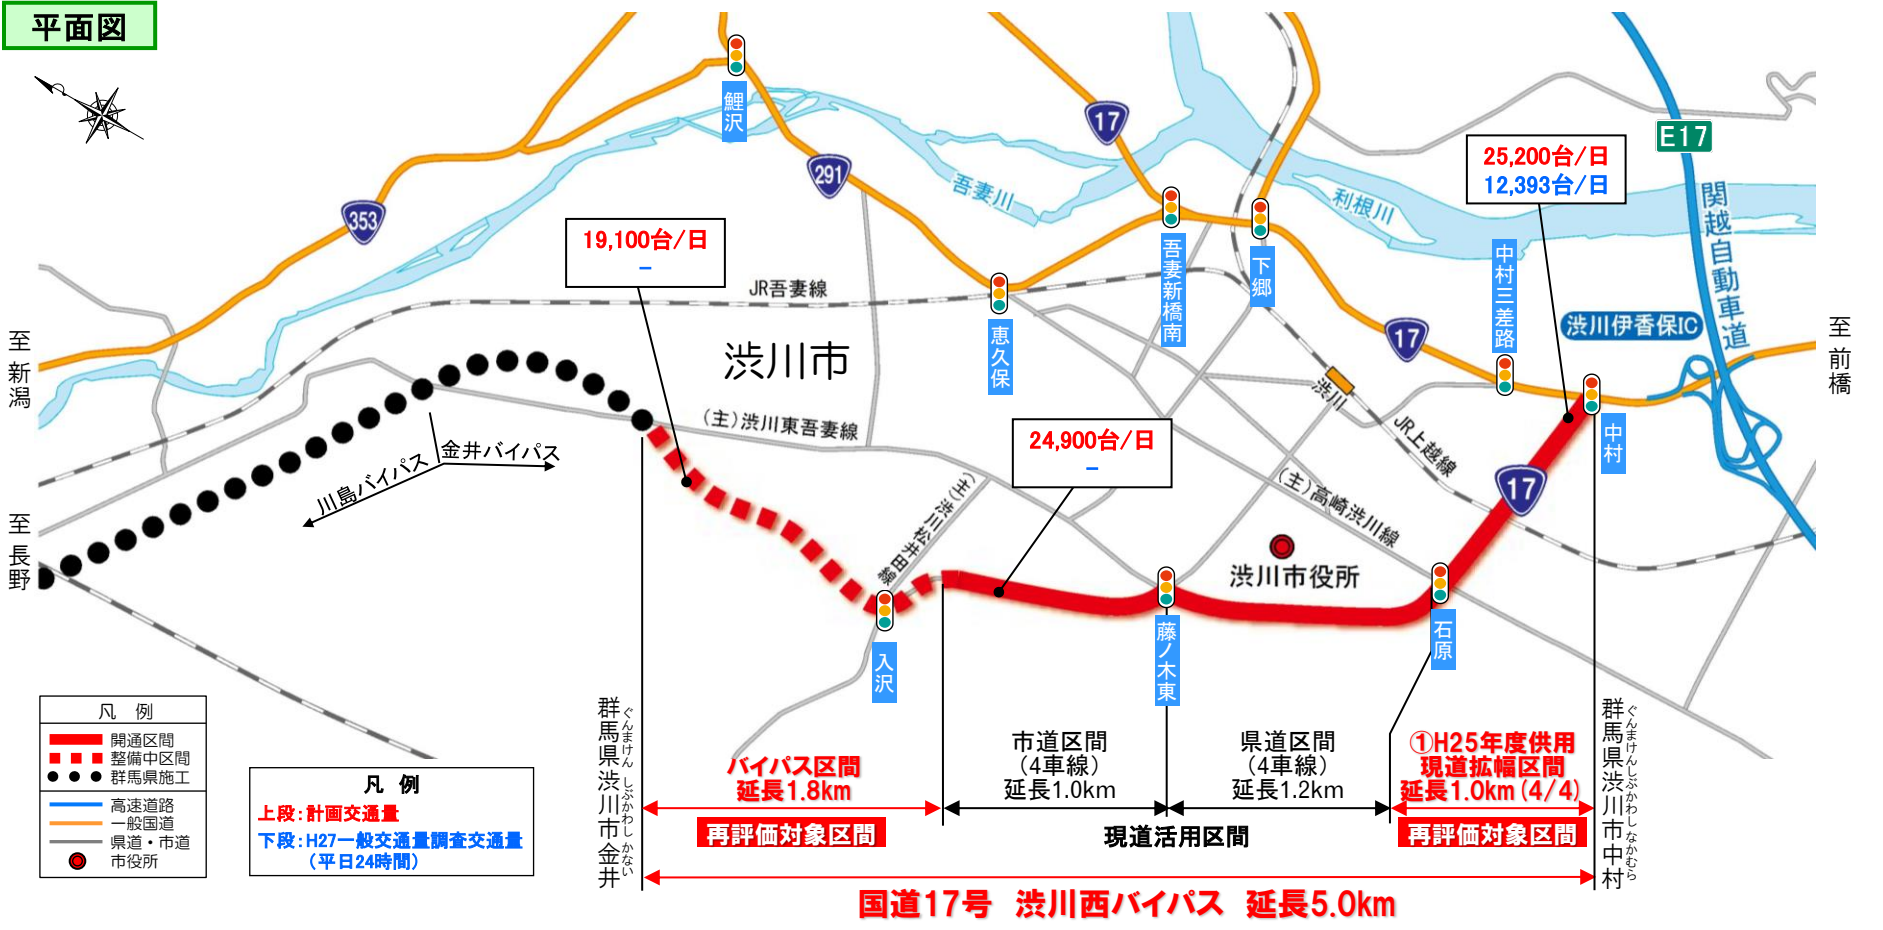 平面図
鯉沢
17
291
353
E17
吾妻川
利根川
関越自動車道
25,200台/日
12,393台/日
19,100台/日
－
JR吾妻線
恵久保
吾妻新橋南
下郷
中村三差路
17
渋川伊香保IC
至新潟
至前橋
渋川市
渋川
(主)渋川東吾妻線
24,900台/日
－
JR上越線
中村
金井バイパス
川島バイパス
(主)渋川松井田線
(主)高崎渋川線
17
至長野
渋川市役所
入沢
藤ノ木東
石原
凡 例
開通区間
整備中区間
群馬県施工
高速道路
一般国道
県道・市道
市役所
凡 例
上段:計画交通量
下段:H27一般交通量調査交通量
(平日24時間)
群馬県渋川市金井
ぐんまけん しぶかわし かない
バイパス区間
延長1.8km
再評価対象区間
市道区間
(4車線)
延長1.0km
県道区間
(4車線)
延長1.2km
現道活用区間
①H25年度供用
現道拡幅区間
延長1.0km(4/4)
再評価対象区間
群馬県渋川市中村
ぐんまけんしぶかわし なかむら
国道17号 渋川西バイパス 延長5.0km